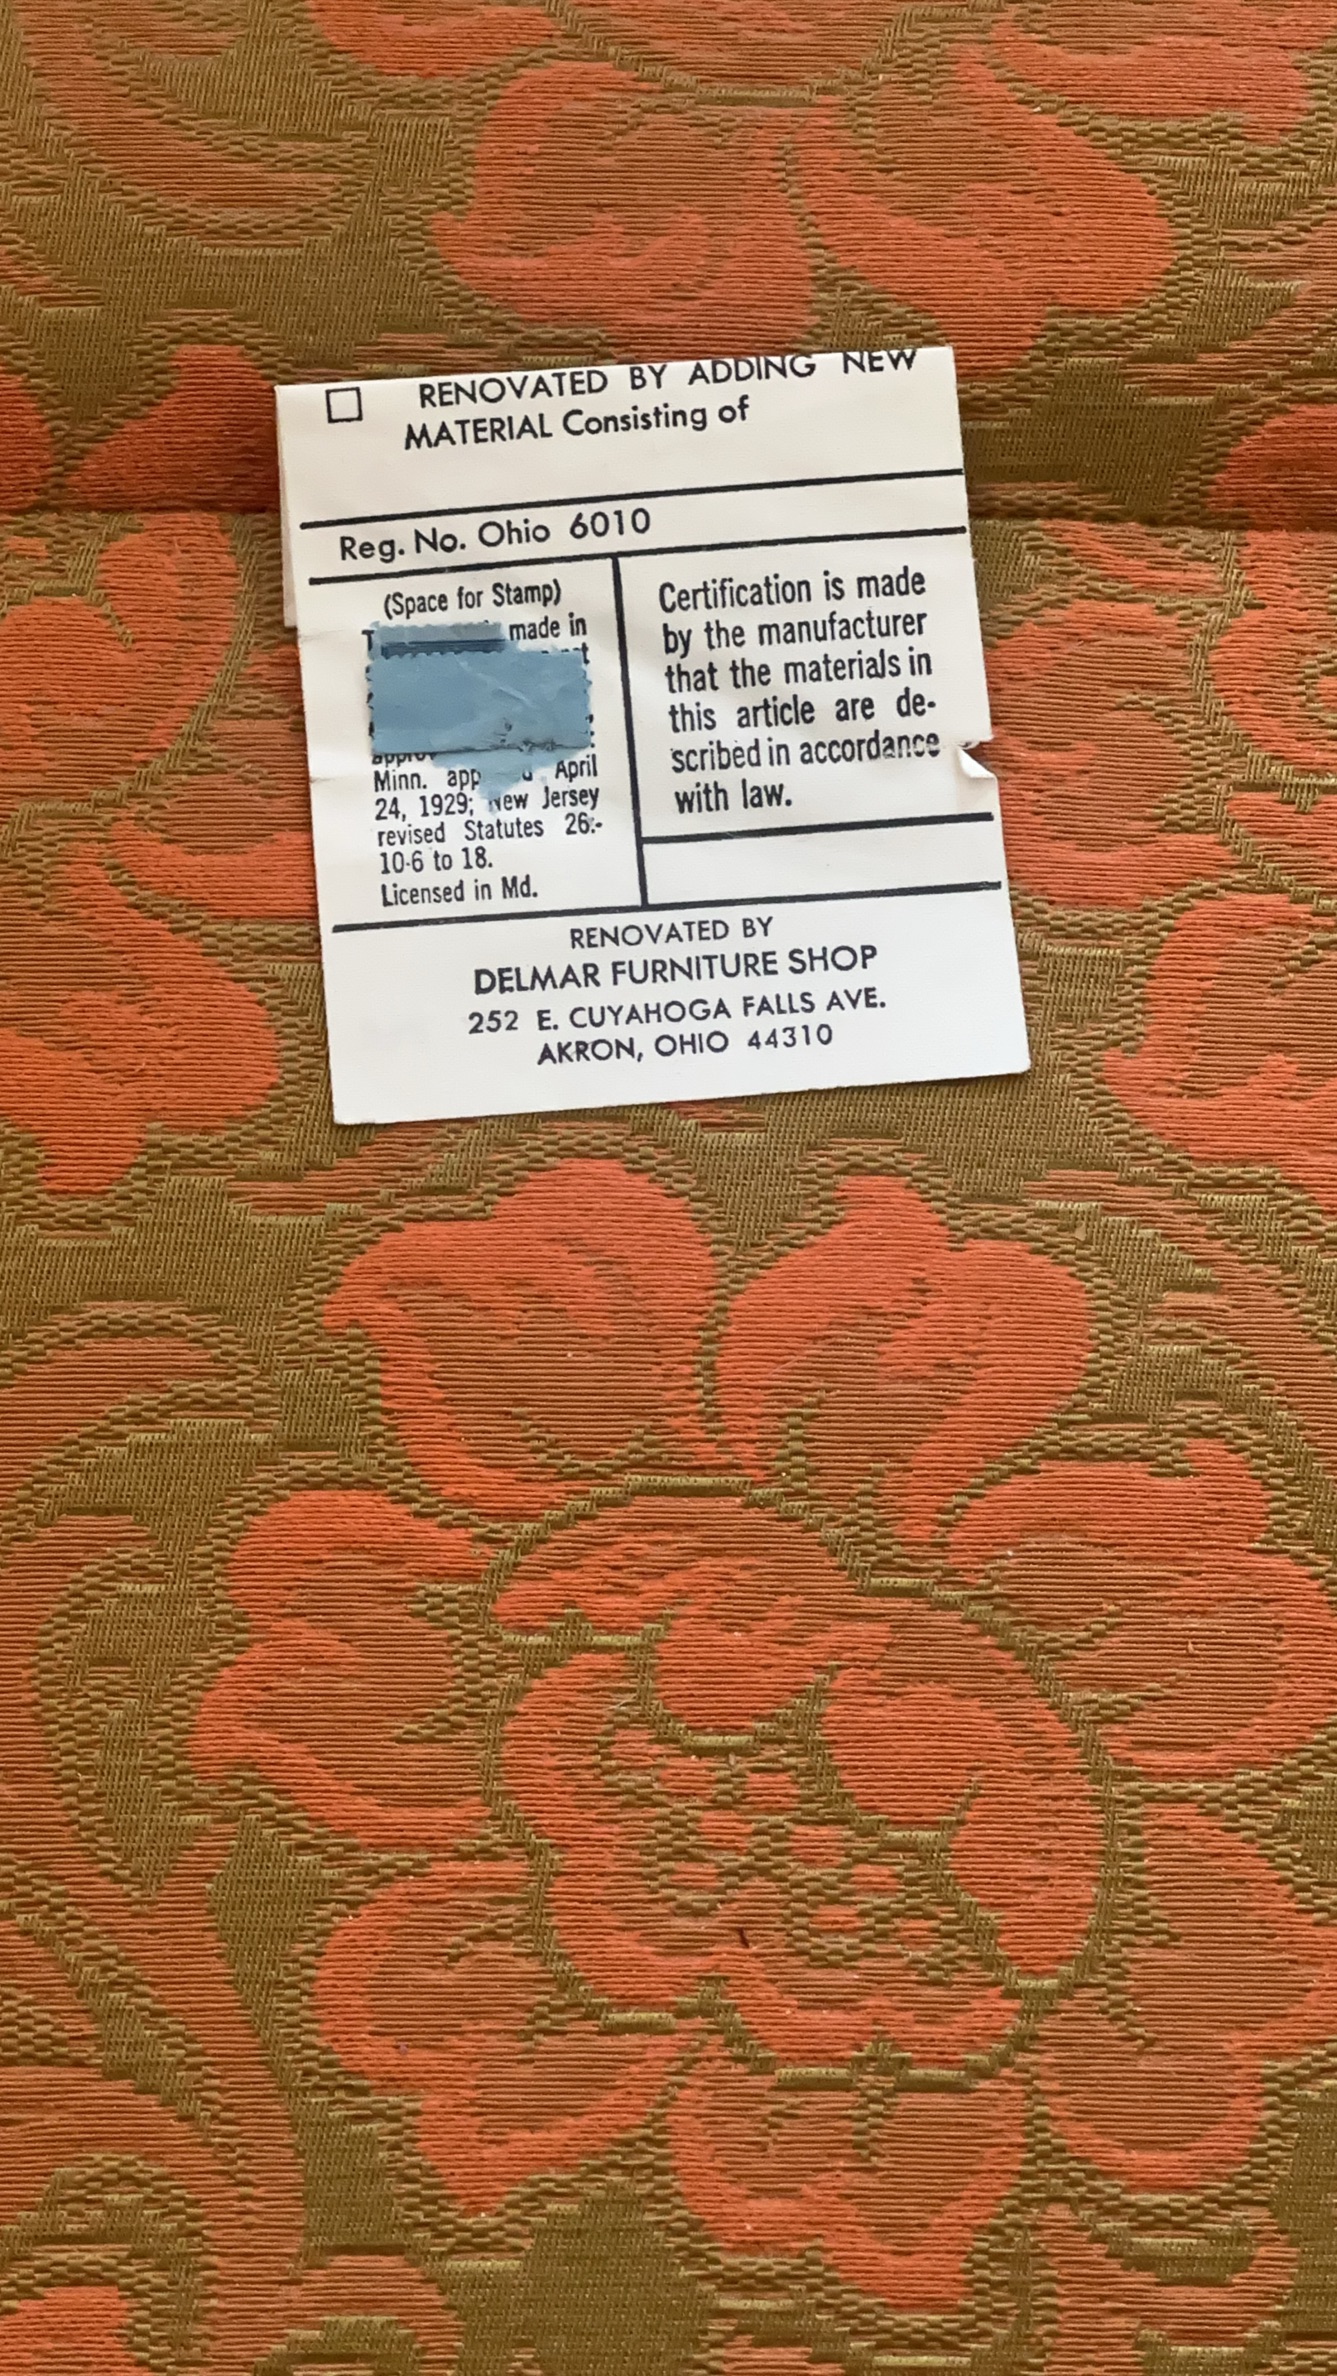 RENOVATED BY ADDING NEW
MATERIAL Consisting of
Reg. No. Ohio 6010
(Space for Stamp)
made in
Minn. April
24, 1929; New Jersey
revised Statutes 26:-
10-6 to 18.
Licensed in Md.
Certification is made
by the manufacturer
that the materials in
this article are de-
scribed in accordance
with law.
RENOVATED BY
DELMAR FURNITURE SHOP
252 E. CUYAHOGA FALLS AVE.
AKRON, OHIO 44310